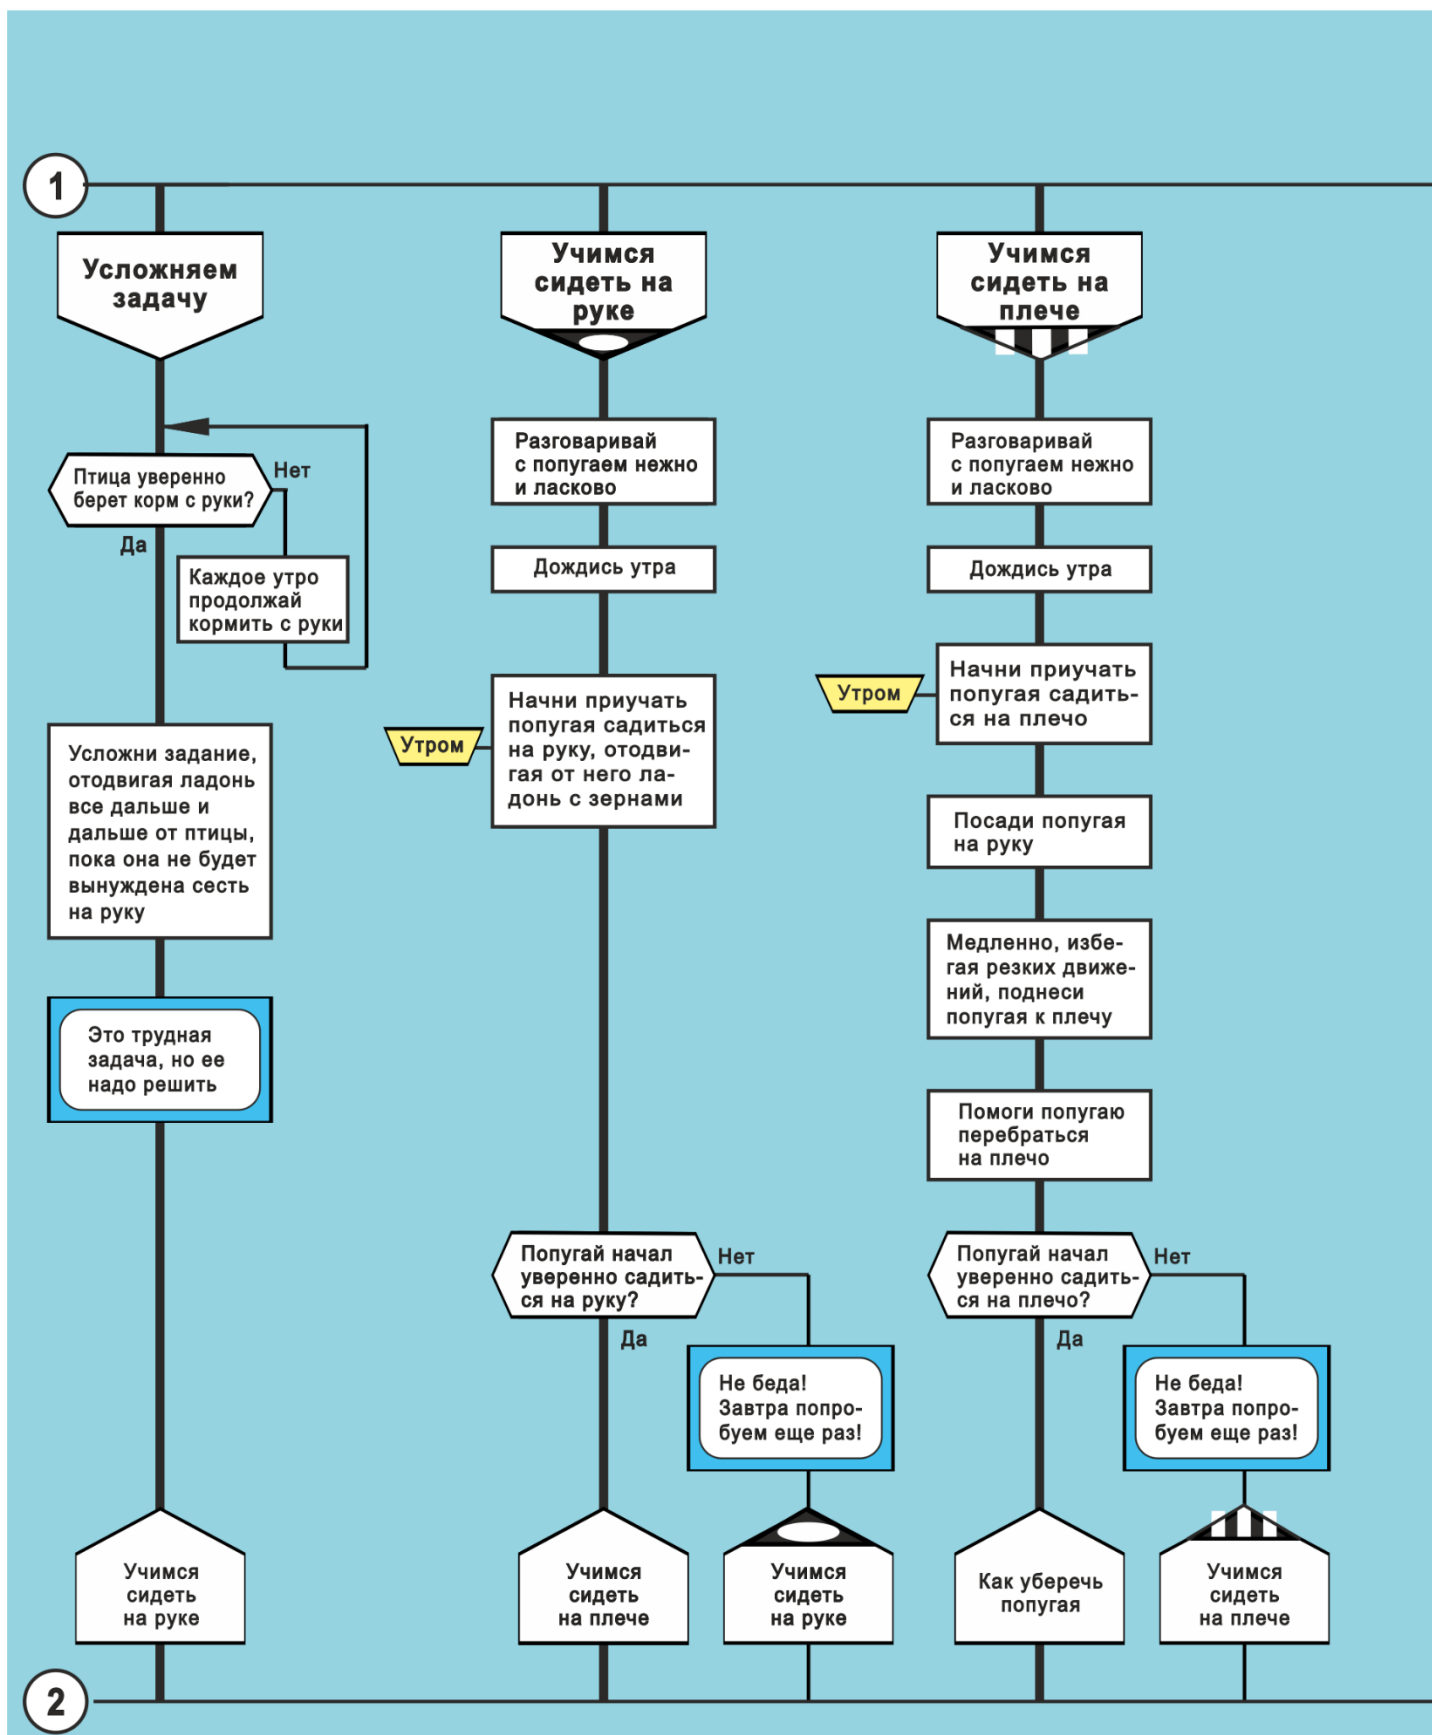 1
Усложняем
задачу
Птица уверенно
берет корм с руки?
Нет
Да
Каждое утро
продолжай
кормить с руки
Усложни задание,
отодвигая ладонь
все дальше и
дальше от птицы,
пока она не будет
вынуждена сесть
на руку
Это трудная
задача, но ее
надо решить
Учимся
сидеть
на руке
Учимся
сидеть на
руке
Разговаривай
с попугаем нежно
и ласково
Дождись утра
Утром
Начни приучать
попугая садиться
на руку, отодви-
гая от него ла-
донь с зернами
Попугай начал
уверенно садить-
ся на руку?
Нет
Да
Не беда!
Завтра попро-
буем еще раз!
Учимся
сидеть
на плече
Учимся
сидеть
на руке
Учимся
сидеть на
плече
Разговаривай
с попугаем нежно
и ласково
Дождись утра
Утром
Начни приучать
попугая садить-
ся на плечо
Посади попугая
на руку
Медленно, избе-
гая резких движе-
ний, поднеси
попугая к плечу
Помоги попугаю
перебраться
на плечо
Попугай начал
уверенно садить-
ся на плечо?
Нет
Да
Не беда!
Завтра попро-
буем еще раз!
Как уберечь
попугая
Учимся
сидеть
на плече
2